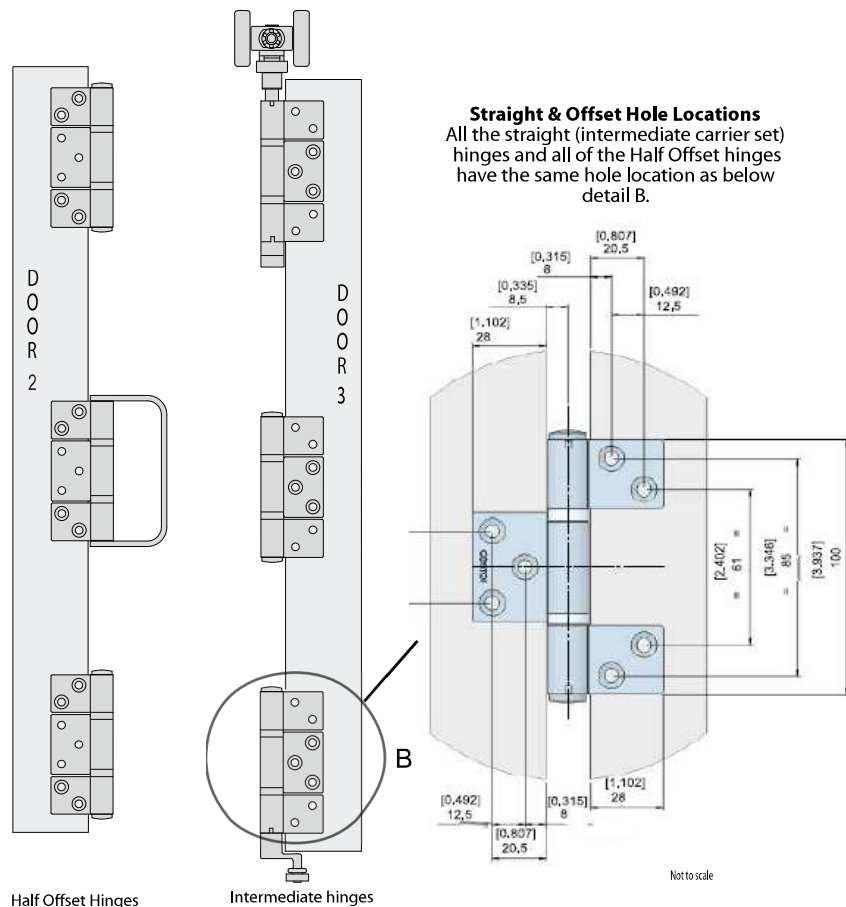 Straight & Offset Hole Locations
All the straight (intermediate carrier set)
hinges and all of the Half Offset hinges
have the same hole location as below
detail B.
[0,807]
20,5
[0,315]
8
[0,335]
8,5
[0,492]
12,5
[1,102]
28
DOOR 2
DOOR 3
[2.402]
= 61 =
[3.346]
= 85 =
[3.937]
100
B
[1,102]
28
[0.492]
12,5
[0.315]
8
[0.807]
20,5
Not to scale
Half Offset Hinges
Intermediate hinges